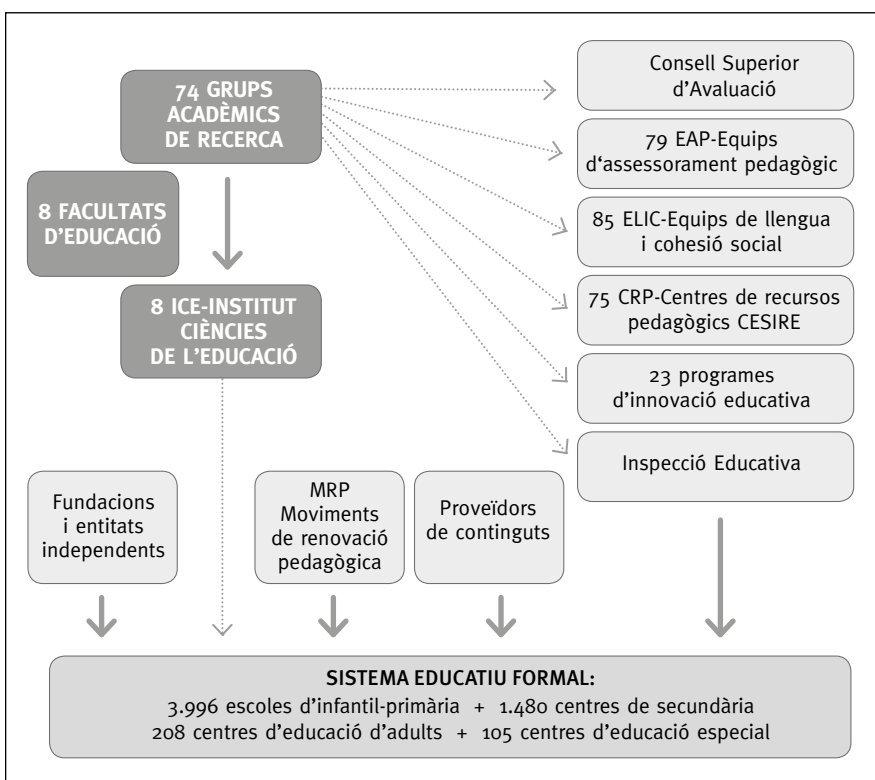 74 GRUPS
ACADÈMICS
DE RECERCA
8 FACULTATS
D'EDUCACIÓ
8 ICE-INSTITUT
CIÈNCIES
DE L'EDUCACIÓ
Consell Superior
d'Avaluació
79 EAP-Equips
d‘assessorament pedagògic
85 ELIC-Equips de llengua
i cohesió social
75 CRP-Centres de recursos
pedagògics CESIRE
23 programes
d'innovació educativa
Inspecció Educativa
Fundacions
i entitats
independents
MRP
Moviments
de renovació
pedagògica
Proveïdors
de continguts
SISTEMA EDUCATIU FORMAL:
3.996 escoles d'infantil-primària + 1.480 centres de secundària
208 centres d'educació d'adults + 105 centres d'educació especial